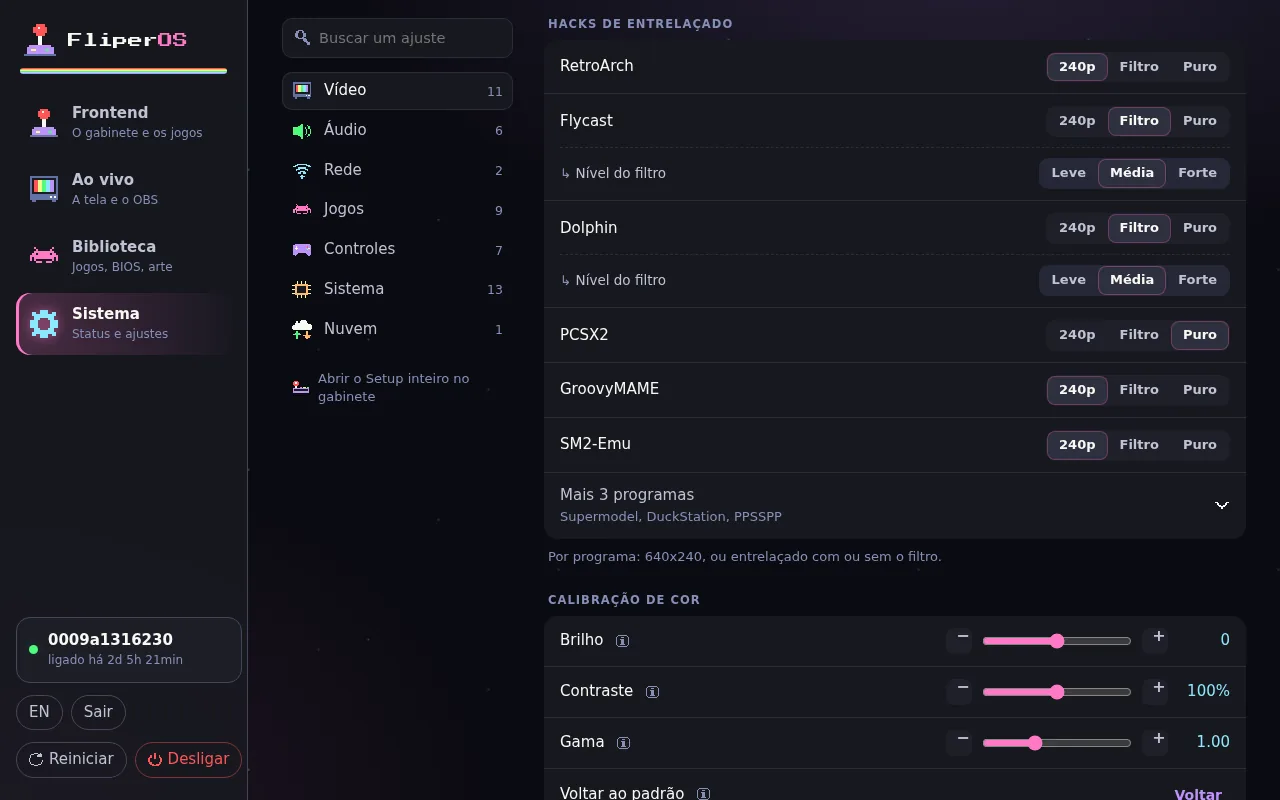 FliperOS
Frontend
O gabinete e os jogos
Ao vivo
A tela e o OBS
Biblioteca
Jogos, BIOS, arte
Sistema
Status e ajustes
0009a1316230
ligado há 2d 5h 21min
EN
Sair
Reiniciar
Desligar
Buscar um ajuste
Vídeo 11
Áudio 6
Rede 2
Jogos 9
Controles 7
Sistema 13
Nuvem 1
Abrir o Setup inteiro no
gabinete
HACKS DE ENTRELAÇADO
RetroArch 240p Filtro Puro
Flycast 240p Filtro Puro
↳ Nível do filtro Leve Média Forte
Dolphin 240p Filtro Puro
↳ Nível do filtro Leve Média Forte
PCSX2 240p Filtro Puro
GroovyMAME 240p Filtro Puro
SM2-Emu 240p Filtro Puro
Mais 3 programas
Supermodel, DuckStation, PPSSPP
Por programa: 640x240, ou entrelaçado com ou sem o filtro.
CALIBRAÇÃO DE COR
Brilho − + 0
Contraste − + 100%
Gama − + 1.00
Voltar ao padrão Voltar